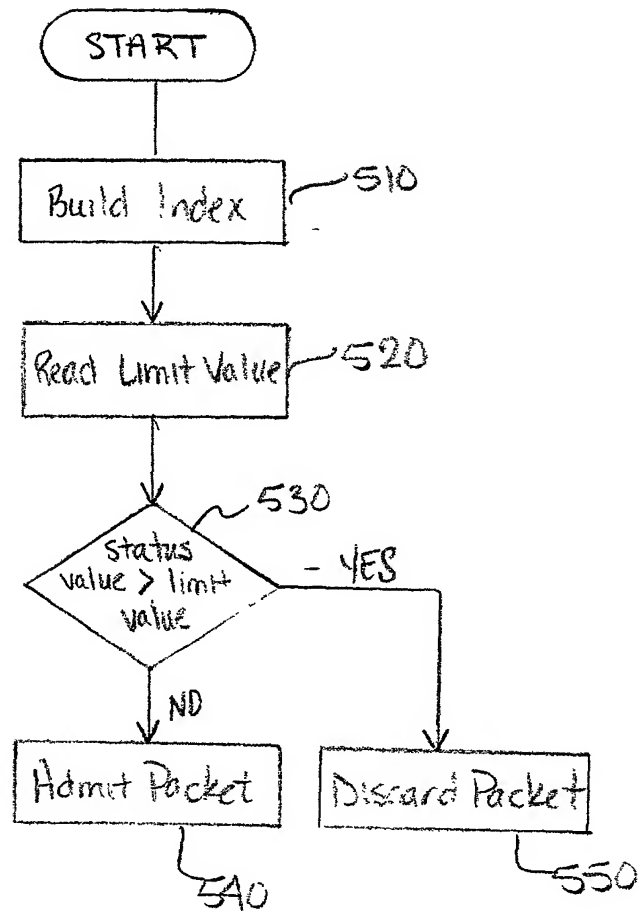 START
Build Index
510
Read Limit Value
520
530
status
value > limit
value
YES
NO
Admit Packet
540
Discard Packet
550